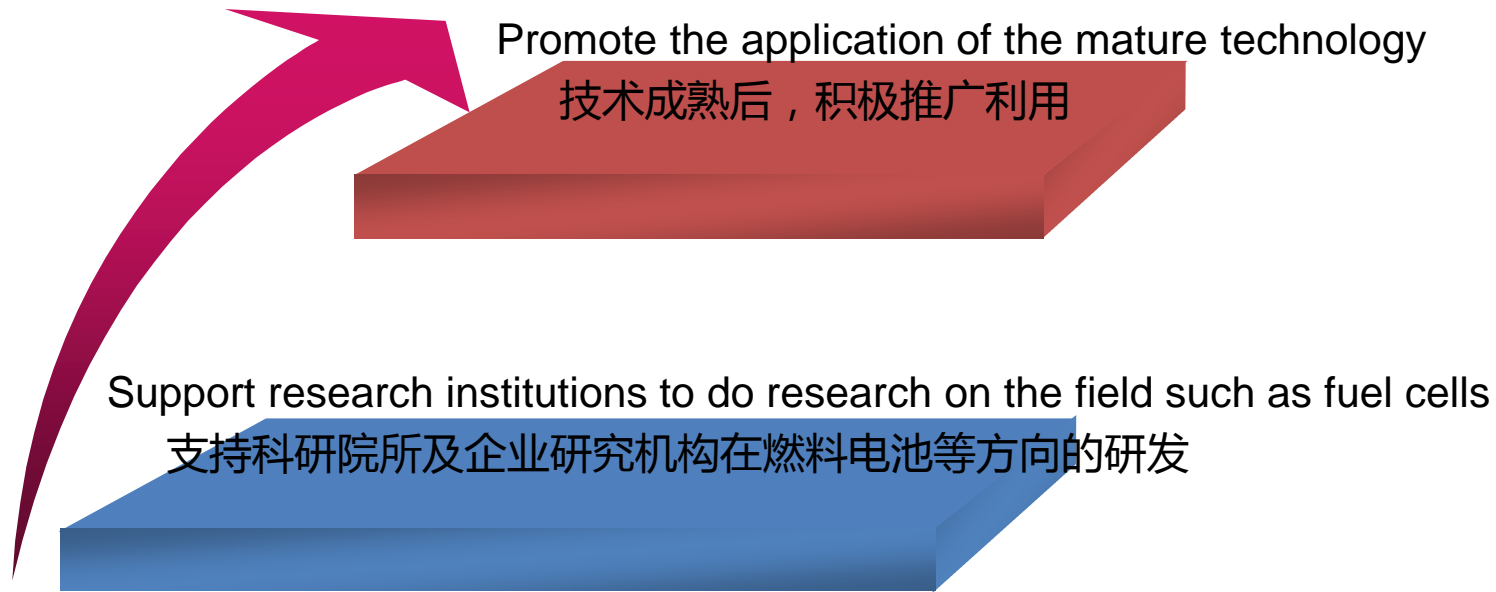 Promote the application of the mature technology
技术成熟后，积极推广利用
Support research institutions to do research on the field such as fuel cells
支持科研院所及企业研究机构在燃料电池等方向的研发